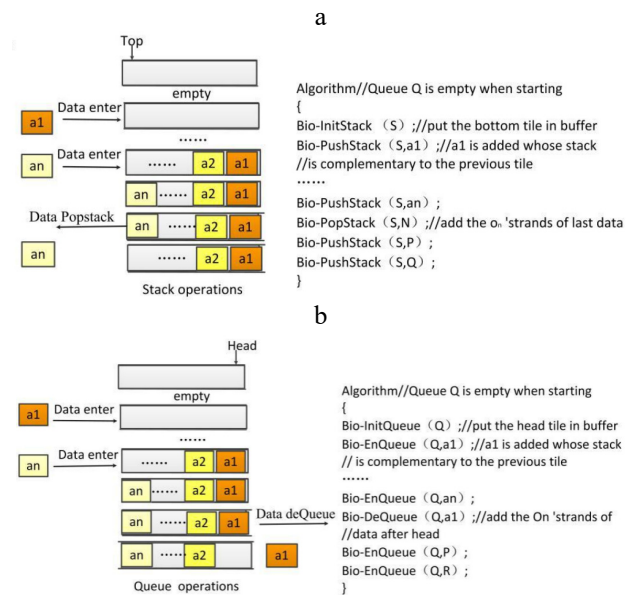 a
Top
empty
a1 Data enter
......
an Data enter ...... a2 a1
an ...... a2 a1
Data Popstack an ...... a2 a1
an ...... a2 a1
Stack operations
Algorithm//Queue Q is empty when starting
{
Bio-InitStack （S）;//put the bottom tile in buffer
Bio-PushStack（S,a1）;//a1 is added whose stack
//is complementary to the previous tile
......
Bio-PushStack（S,an）;
Bio-PopStack（S,N）;//add the oₙ 'strands of last data
Bio-PushStack（S,P）;
Bio-PushStack（S,Q）;
}
b
Head
empty
a1 Data enter
......
an Data enter ...... a2 a1
an ...... a2 a1
an ...... a2 a1 Data deQueue
an ...... a2 a1
Queue operations
Algorithm//Queue Q is empty when starting
{
Bio-InitQueue（Q）;//put the head tile in buffer
Bio-EnQueue（Q,a1）;//a1 is added whose stack
// is complementary to the previous tile
......
Bio-EnQueue（Q,an）;
Bio-DeQueue（Q,a1）;//add the On 'strands of
//data after head
Bio-EnQueue（Q,P）;
Bio-EnQueue（Q,R）;
}